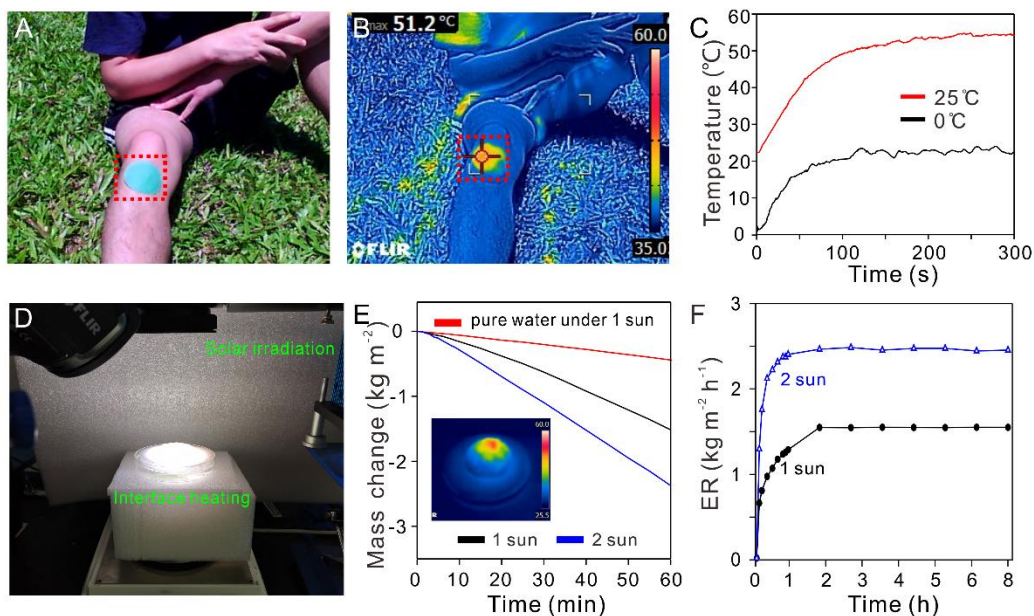 A
B
max 51.2 °C
60.0
35.0
FLIR
C
Temperature (℃)
60
50
40
30
20
10
0
25℃
0℃
0
100
200
300
Time (s)
D
FLIR
Solar irradiation
Interface heating
E
Mass change (kg m⁻²)
0
-1
-2
-3
pure water under 1 sun
60.0
25.5
1 sun
2 sun
0
10
20
30
40
50
60
Time (min)
F
ER (kg m⁻² h⁻¹)
3
2
1
0
2 sun
1 sun
0
1
2
3
4
5
6
7
8
Time (h)